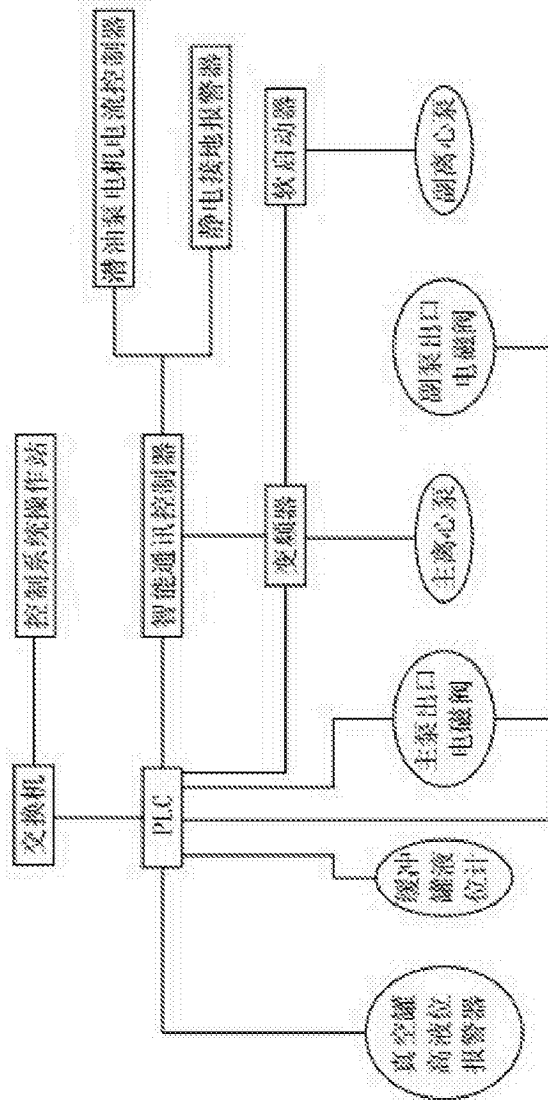 交换机
控制系统操作站
PLC
智能通讯控制器
潜油泵电机电流控制器
静电接地报警器
变频器
软启动器
真空罐
高液位
报警器
缓冲
罐液
位计
主泵出口
电磁阀
主离心泵
副泵出口
电磁阀
副离心泵